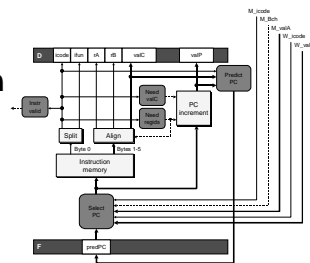 M_icode
M_Bch
M_valA
W_icode
W_val
D icode ifun rA rB valC valP
Predict
PC
Instr
valid
Need
valC
Need
regids
PC
increment
Split
Align
Byte 0
Bytes 1-5
Instruction
memory
Select
PC
F predPC